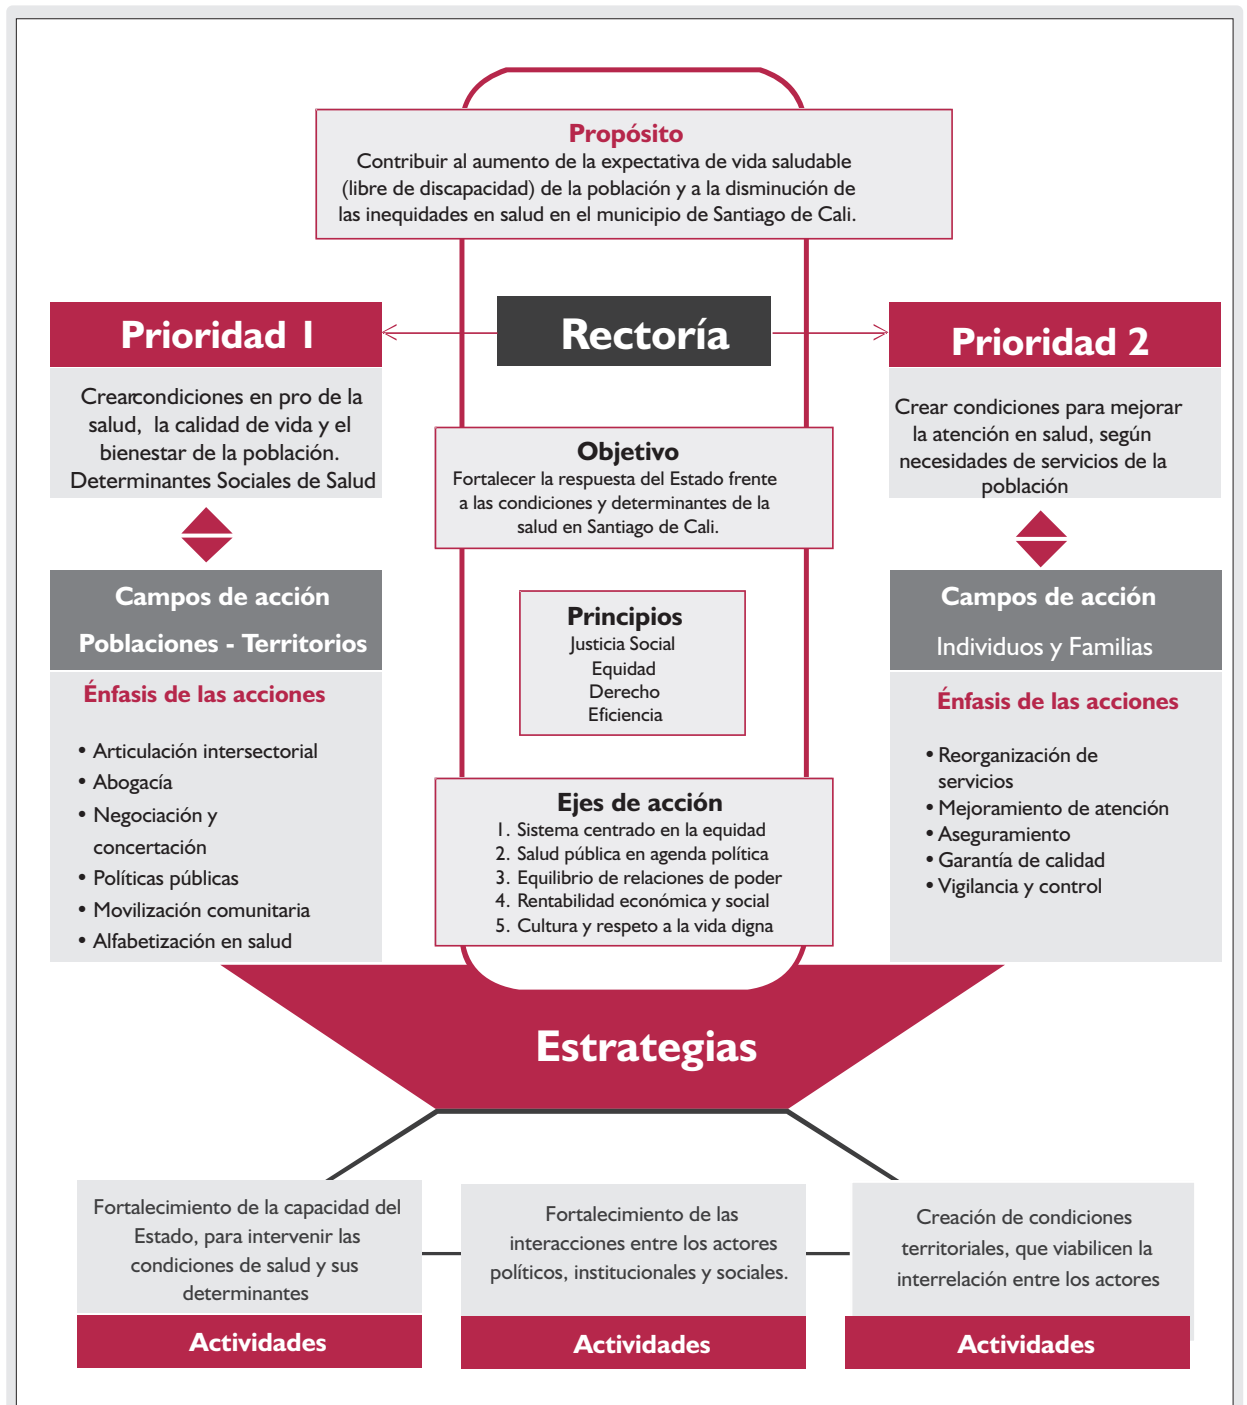 Propósito
Contribuir al aumento de la expectativa de vida saludable
(libre de discapacidad) de la población y a la disminución de
las inequidades en salud en el municipio de Santiago de Cali.
Prioridad 1
Rectoría
Prioridad 2
Crearcondiciones en pro de la
salud, la calidad de vida y el
bienestar de la población.
Determinantes Sociales de Salud
Objetivo
Fortalecer la respuesta del Estado frente
a las condiciones y determinantes de la
salud en Santiago de Cali.
Crear condiciones para mejorar
la atención en salud, según
necesidades de servicios de la
población
Campos de acción
Poblaciones - Territorios
Énfasis de las acciones
• Articulación intersectorial
• Abogacía
• Negociación y
concertación
• Políticas públicas
• Movilización comunitaria
• Alfabetización en salud
Principios
Justicia Social
Equidad
Derecho
Eficiencia
Ejes de acción
1. Sistema centrado en la equidad
2. Salud pública en agenda política
3. Equilibrio de relaciones de poder
4. Rentabilidad económica y social
5. Cultura y respeto a la vida digna
Campos de acción
Individuos y Familias
Énfasis de las acciones
• Reorganización de
servicios
• Mejoramiento de atención
• Aseguramiento
• Garantía de calidad
• Vigilancia y control
Estrategias
Fortalecimiento de la capacidad del
Estado, para intervenir las
condiciones de salud y sus
determinantes
Actividades
Fortalecimiento de las
interacciones entre los actores
políticos, institucionales y sociales.
Actividades
Creación de condiciones
territoriales, que viabilicen la
interrelación entre los actores
Actividades